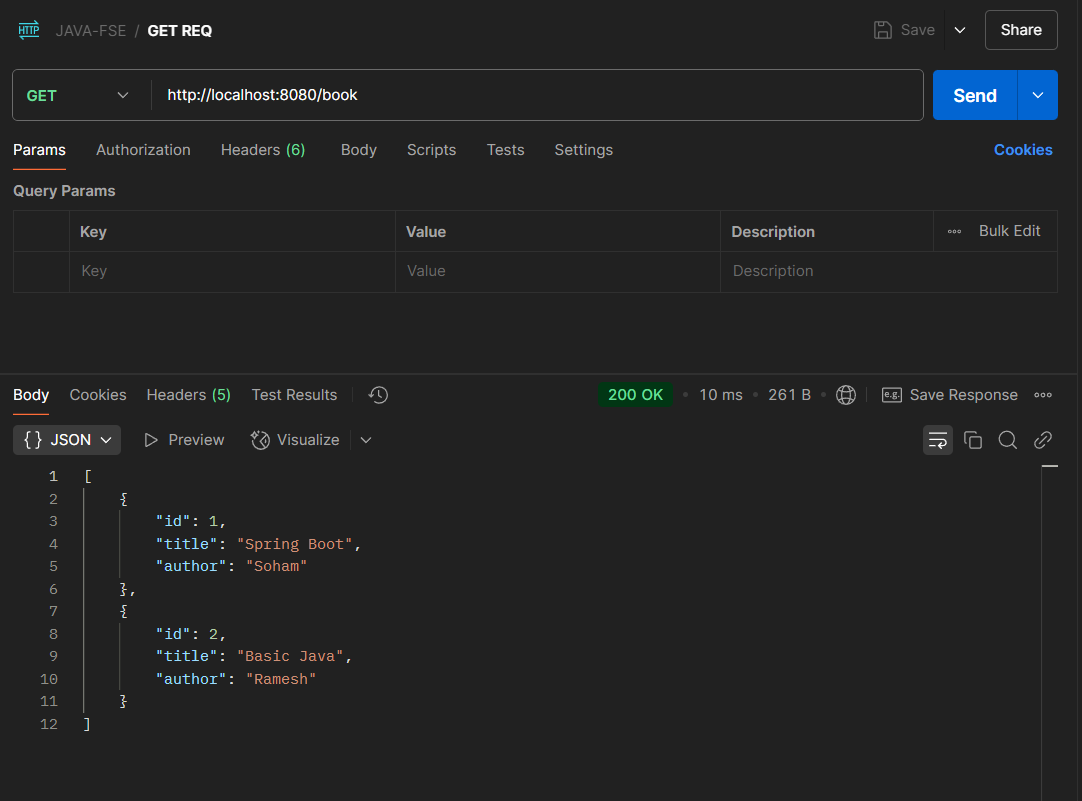 HTTP JAVA-FSE / GET REQ Save Share
GET http://localhost:8080/book Send
Params Authorization Headers (6) Body Scripts Tests Settings Cookies
Query Params
Key Value Description Bulk Edit
Key Value Description
Body Cookies Headers (5) Test Results 200 OK • 10 ms • 261 B • e.g. Save Response
{} JSON Preview Visualize
1 [
2 {
3 "id": 1,
4 "title": "Spring Boot",
5 "author": "Soham"
6 },
7 {
8 "id": 2,
9 "title": "Basic Java",
10 "author": "Ramesh"
11 }
12 ]